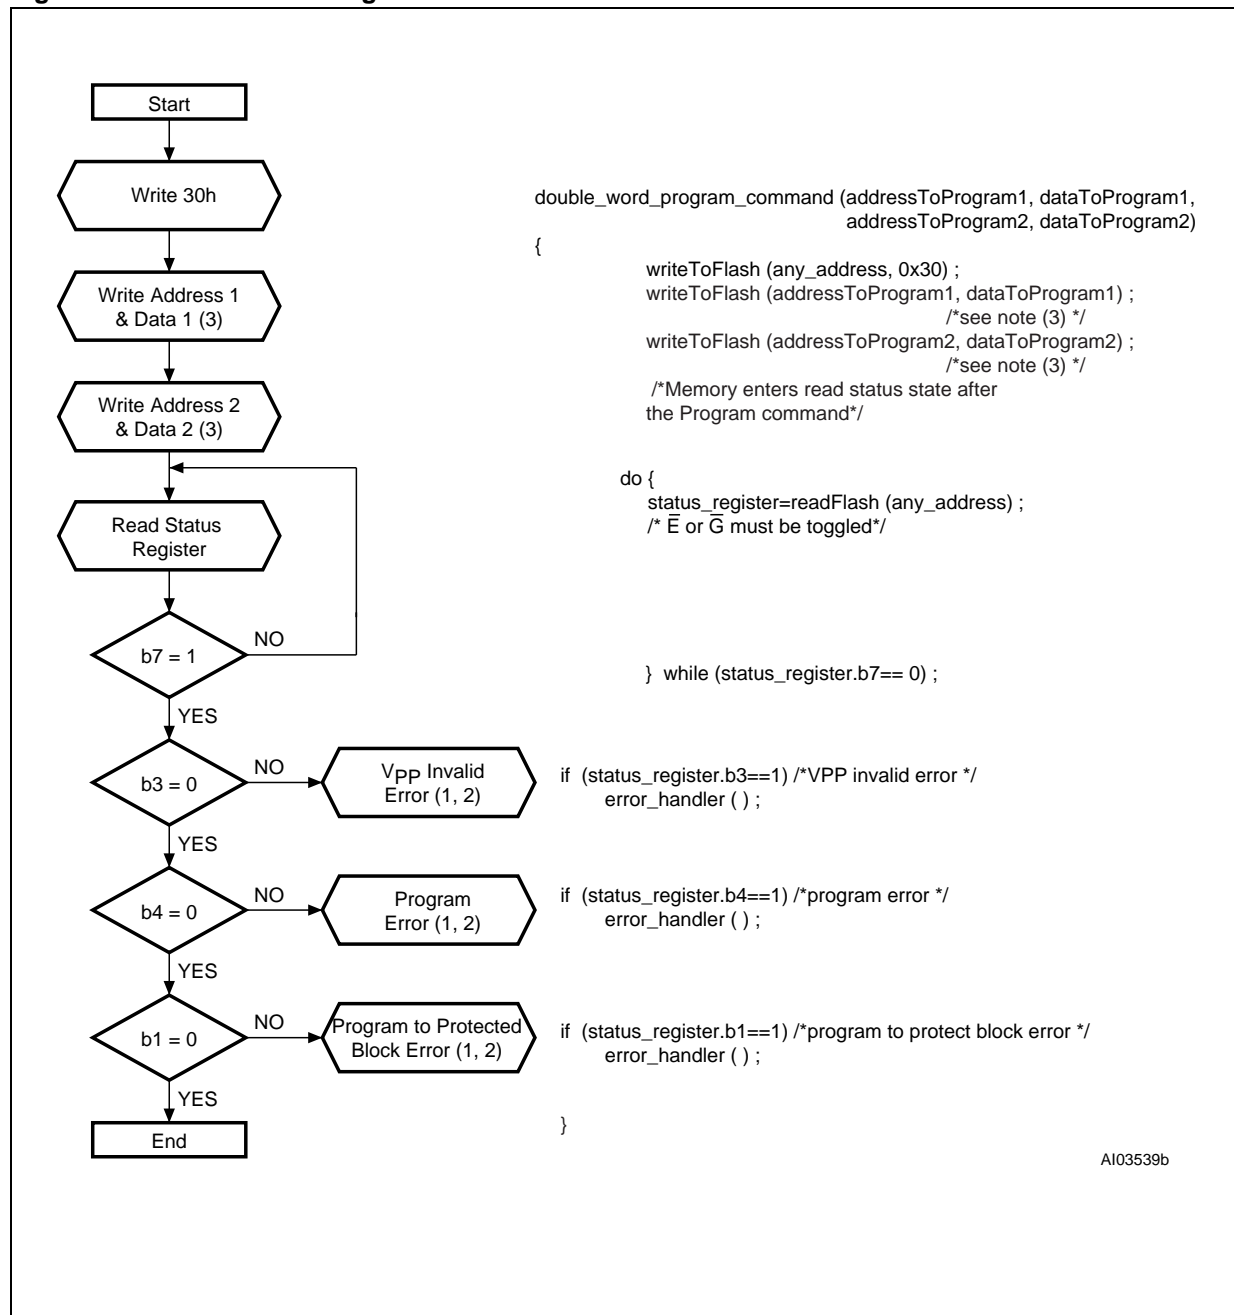 Start
Write 30h
Write Address 1
& Data 1 (3)
Write Address 2
& Data 2 (3)
Read Status
Register
b7 = 1
NO
YES
b3 = 0
NO
VPP Invalid
Error (1, 2)
YES
b4 = 0
NO
Program
Error (1, 2)
YES
b1 = 0
NO
Program to Protected
Block Error (1, 2)
YES
End
double_word_program_command (addressToProgram1, dataToProgram1,
addressToProgram2, dataToProgram2)
{
writeToFlash (any_address, 0x30) ;
writeToFlash (addressToProgram1, dataToProgram1) ;
/*see note (3) */
writeToFlash (addressToProgram2, dataToProgram2) ;
/*see note (3) */
/*Memory enters read status state after
the Program command*/
do {
status_register=readFlash (any_address) ;
/* E̅ or G̅ must be toggled*/
} while (status_register.b7== 0) ;
if (status_register.b3==1) /*VPP invalid error */
error_handler ( ) ;
if (status_register.b4==1) /*program error */
error_handler ( ) ;
if (status_register.b1==1) /*program to protect block error */
error_handler ( ) ;
}
AI03539b